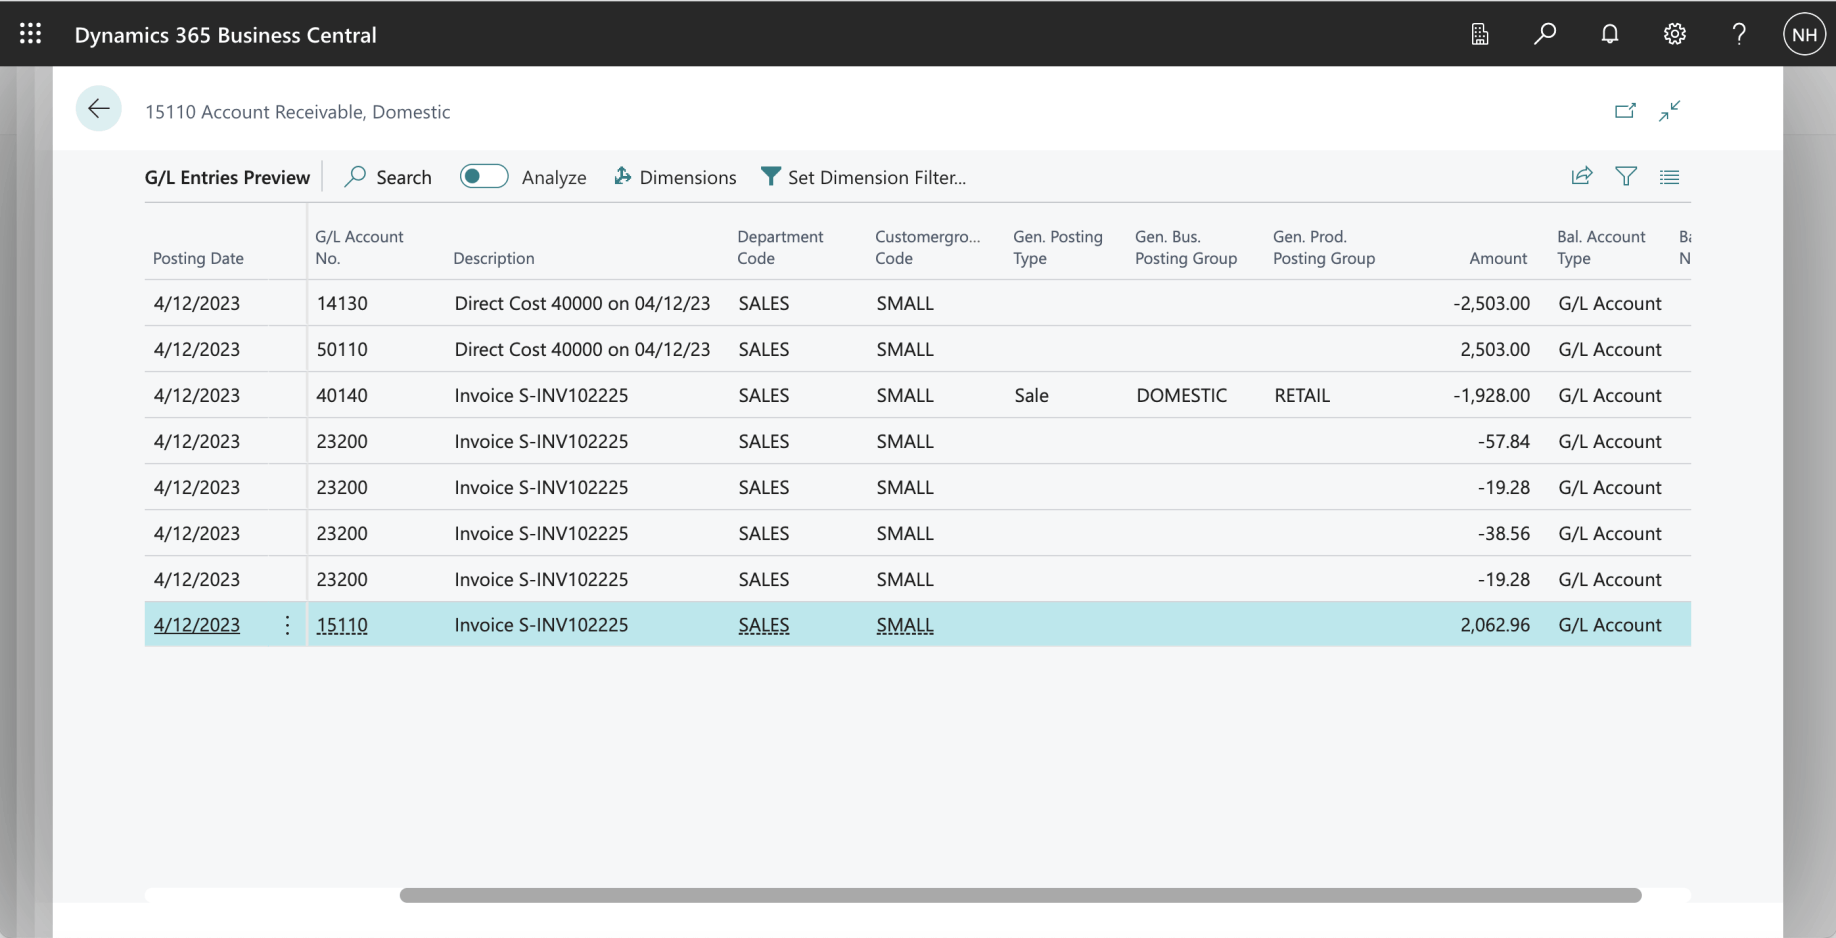 Dynamics 365 Business Central
NH
15110 Account Receivable, Domestic
G/L Entries Preview Search Analyze Dimensions Set Dimension Filter...
Posting Date G/L Account No. Description Department Code Customergro... Code Gen. Posting Type Gen. Bus. Posting Group Gen. Prod. Posting Group Amount Bal. Account Type
4/12/2023 14130 Direct Cost 40000 on 04/12/23 SALES SMALL -2,503.00 G/L Account
4/12/2023 50110 Direct Cost 40000 on 04/12/23 SALES SMALL 2,503.00 G/L Account
4/12/2023 40140 Invoice S-INV102225 SALES SMALL Sale DOMESTIC RETAIL -1,928.00 G/L Account
4/12/2023 23200 Invoice S-INV102225 SALES SMALL -57.84 G/L Account
4/12/2023 23200 Invoice S-INV102225 SALES SMALL -19.28 G/L Account
4/12/2023 23200 Invoice S-INV102225 SALES SMALL -38.56 G/L Account
4/12/2023 23200 Invoice S-INV102225 SALES SMALL -19.28 G/L Account
4/12/2023 15110 Invoice S-INV102225 SALES SMALL 2,062.96 G/L Account